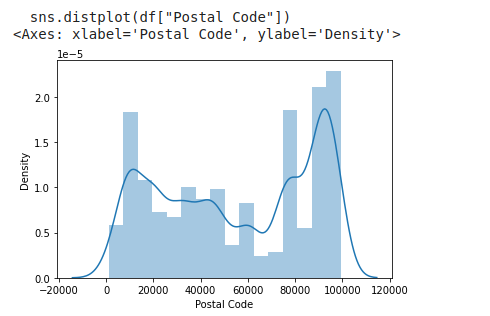 sns.distplot(df["Postal Code"])
<Axes: xlabel='Postal Code', ylabel='Density'>
1e−5
2.0
1.5
1.0
0.5
0.0
Density
−20000 0 20000 40000 60000 80000 100000 120000
Postal Code